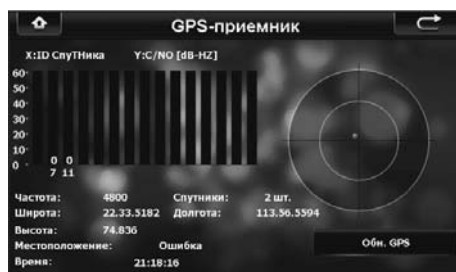 GPS-приемник
X:ID СпуТНика Y:C/NO [dB-HZ]
60
50
40
30
20
10
0
0 0
7 11
Частота: 4800 Спутники: 2 шт.
Широта: 22.33.5182 Долгота: 113.56.5594
Высота: 74.836
Местоположение: Ошибка
Обн. GPS
Время: 21:18:16